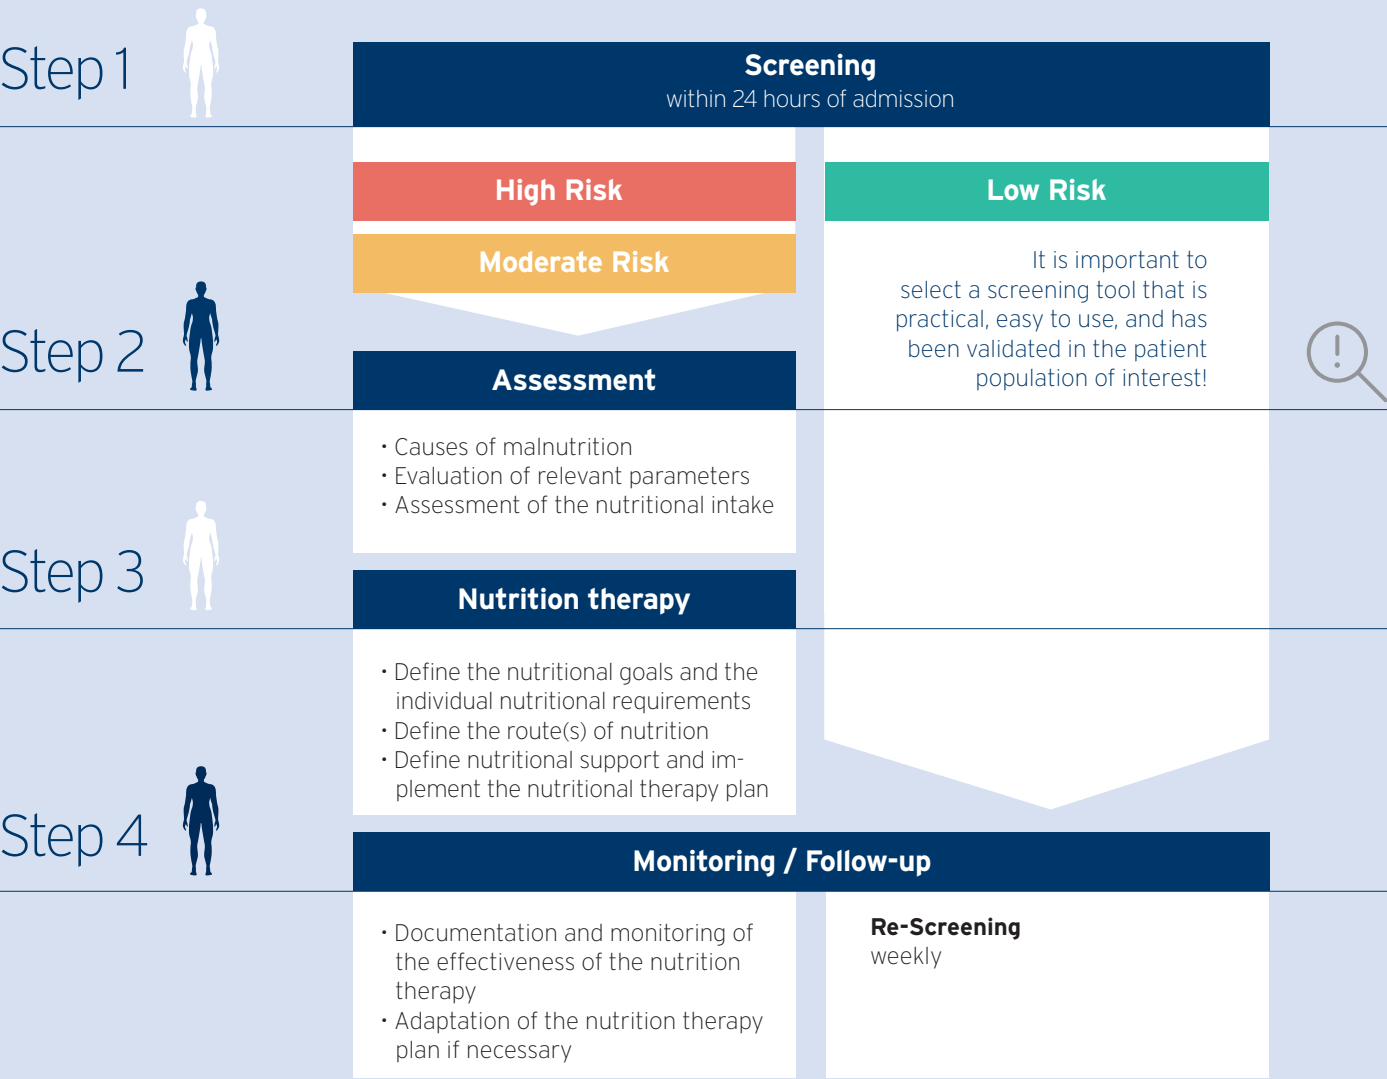 Step 1
Screening
within 24 hours of admission
High Risk
Low Risk
Moderate Risk
It is important to
select a screening tool that is
practical, easy to use, and has
been validated in the patient
population of interest!
Step 2
Assessment
· Causes of malnutrition
· Evaluation of relevant parameters
· Assessment of the nutritional intake
Step 3
Nutrition therapy
· Define the nutritional goals and the
individual nutritional requirements
· Define the route(s) of nutrition
· Define nutritional support and im-
plement the nutritional therapy plan
Step 4
Monitoring / Follow-up
· Documentation and monitoring of
the effectiveness of the nutrition
therapy
· Adaptation of the nutrition therapy
plan if necessary
Re-Screening
weekly